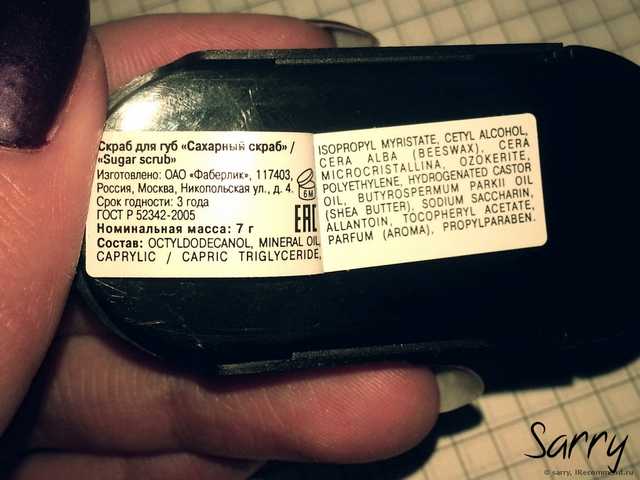 Скраб для губ «Сахарный скраб» /
«Sugar scrub»
Изготовлено: ОАО «Фаберлик», 117403,
Россия, Москва, Никопольская ул., д. 4.
Срок годности: 3 года
ГОСТ Р 52342-2005
Номинальная масса: 7 г
Состав: OCTYLDODECANOL, MINERAL OIL,
CAPRYLIC / CAPRIC TRIGLYCERIDE,
6M
EAC
ISOPROPYL MYRISTATE, CETYL ALCOHOL,
CERA ALBA (BEESWAX), CERA
MICROCRISTALLINA, OZOKERITE,
POLYETHYLENE, HYDROGENATED CASTOR
OIL, BUTYROSPERMUM PARKII OIL
(SHEA BUTTER), SODIUM SACCHARIN,
ALLANTOIN, TOCOPHERYL ACETATE,
PARFUM (AROMA), PROPYLPARABEN.
Sarry
© sarry, IRecommend.ru